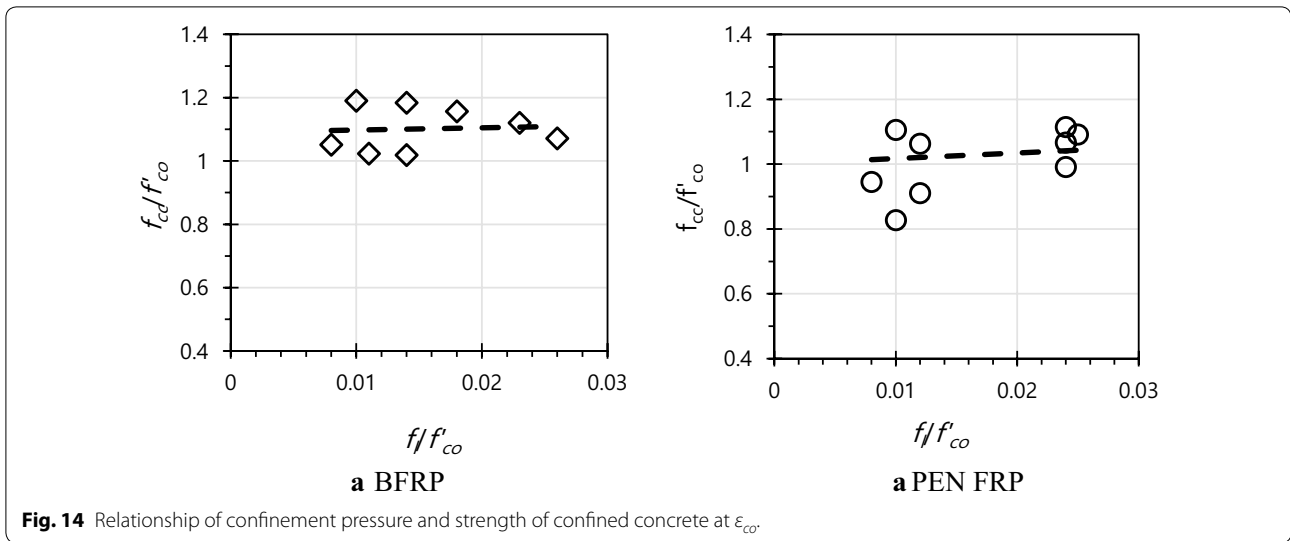 1.4
1.2
1
0.8
0.6
0.4
0
0.01
0.02
0.03
f_cd/f'_co
f_l/f'_co
a BFRP
1.4
1.2
1
0.8
0.6
0.4
0
0.01
0.02
0.03
f_cc/f'_co
f_l/f'_co
a PEN FRP
Fig. 14 Relationship of confinement pressure and strength of confined concrete at ε_co.